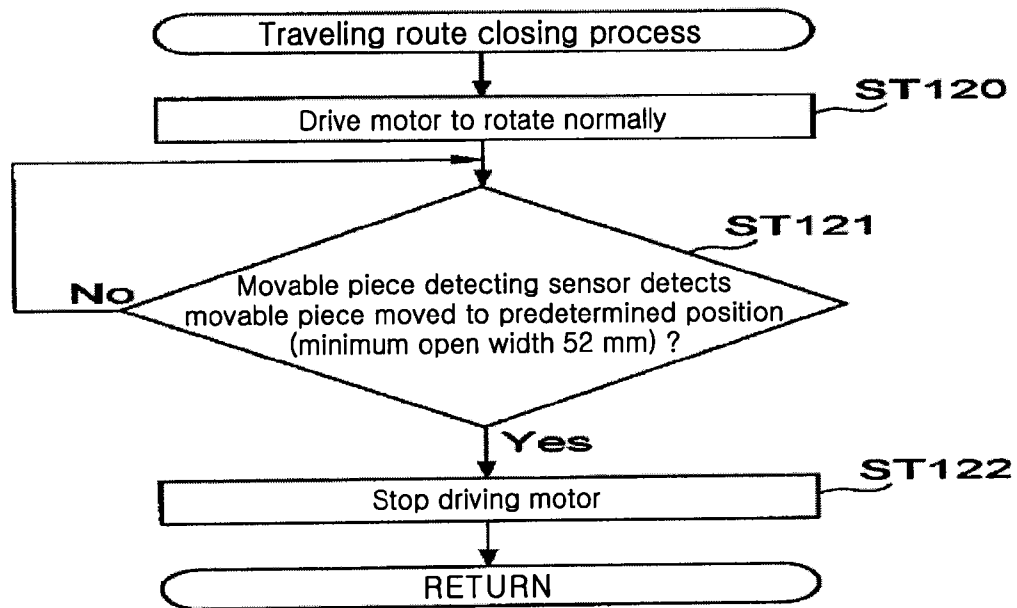 Traveling route closing process
ST120
Drive motor to rotate normally
ST121
No
Movable piece detecting sensor detects
movable piece moved to predetermined position
(minimum open width 52 mm) ?
Yes
ST122
Stop driving motor
RETURN